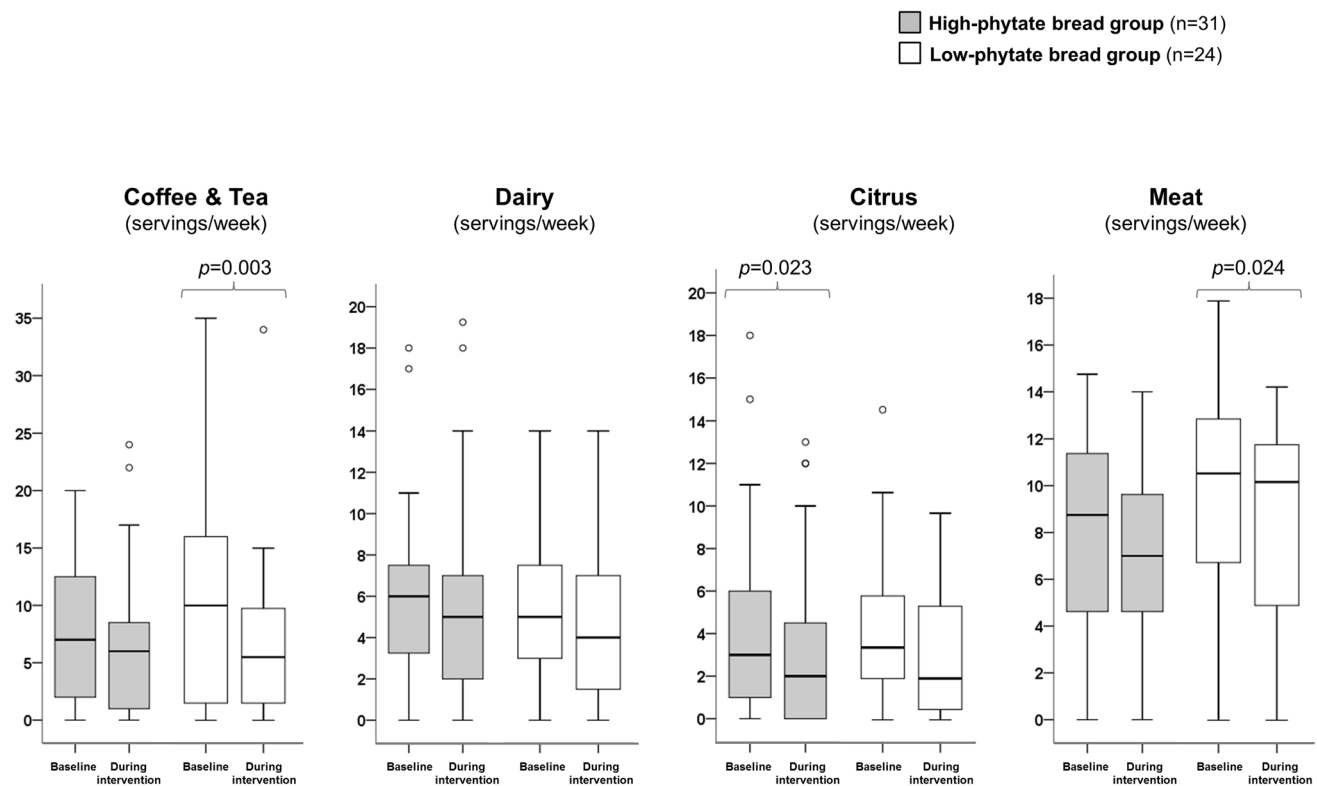 High-phytate bread group (n=31)
Low-phytate bread group (n=24)
Coffee & Tea
(servings/week)
p=0.003
35
30
25
20
15
10
5
0
Baseline
During
intervention
Baseline
During
intervention
Dairy
(servings/week)
20
18
16
14
12
10
8
6
4
2
0
Baseline
During
intervention
Baseline
During
intervention
Citrus
(servings/week)
p=0.023
20
18
16
14
12
10
8
6
4
2
0
Baseline
During
intervention
Baseline
During
intervention
Meat
(servings/week)
p=0.024
18
16
14
12
10
8
6
4
2
0
Baseline
During
intervention
Baseline
During
intervention